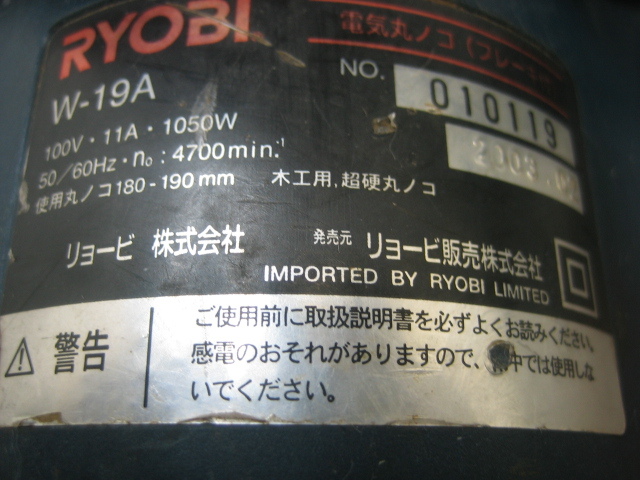 RYOBI
電気丸ノコ(ブレーキ付
W-19A
NO. 010119
100V・11A・1050W
50/60Hz・n₀:4700min.⁻¹
使用丸ノコ180-190mm 木工用,超硬丸ノコ
リョービ 株式会社 発売元 リョービ販売株式会社
IMPORTED BY RYOBI LIMITED
警告
ご使用前に取扱説明書を必ずよくお読みください。
感電のおそれがありますので、中では使用しな
いでください。